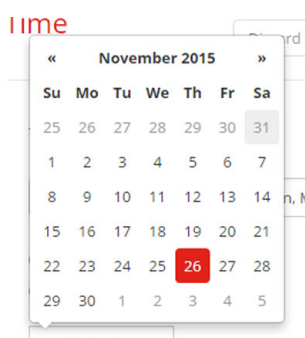 Time
« November 2015 »
Su Mo Tu We Th Fr Sa
25 26 27 28 29 30 31
1 2 3 4 5 6 7
8 9 10 11 12 13 14
15 16 17 18 19 20 21
22 23 24 25 26 27 28
29 30 1 2 3 4 5